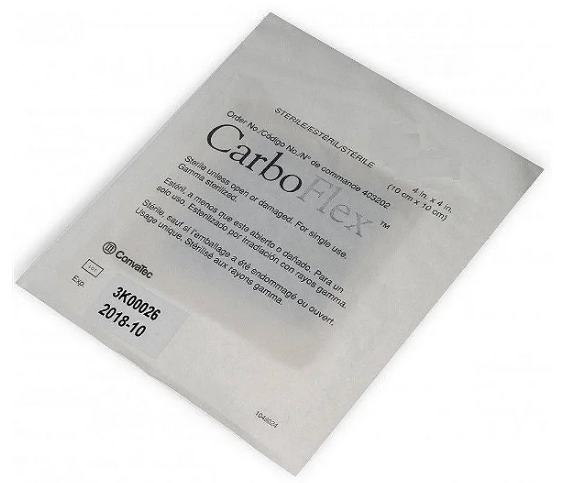 STERILE/ESTÉRIL/STÉRILE
Order No./Código No./N° de commande 403202
4 in. x 4 in.
(10 cm x 10 cm)
CarboFlex™
Sterile unless open or damaged. For single use.
Gamma sterilized.
Estéril, a menos que esté abierto o dañado. Para un
solo uso. Esterilizado por irradiación con rayos gamma.
Stérile, sauf si l'emballage a été endommagé ou ouvert.
Usage unique. Stérilisé aux rayons gamma.
ConvaTec
LOT
3K00026
Exp.
2018-10